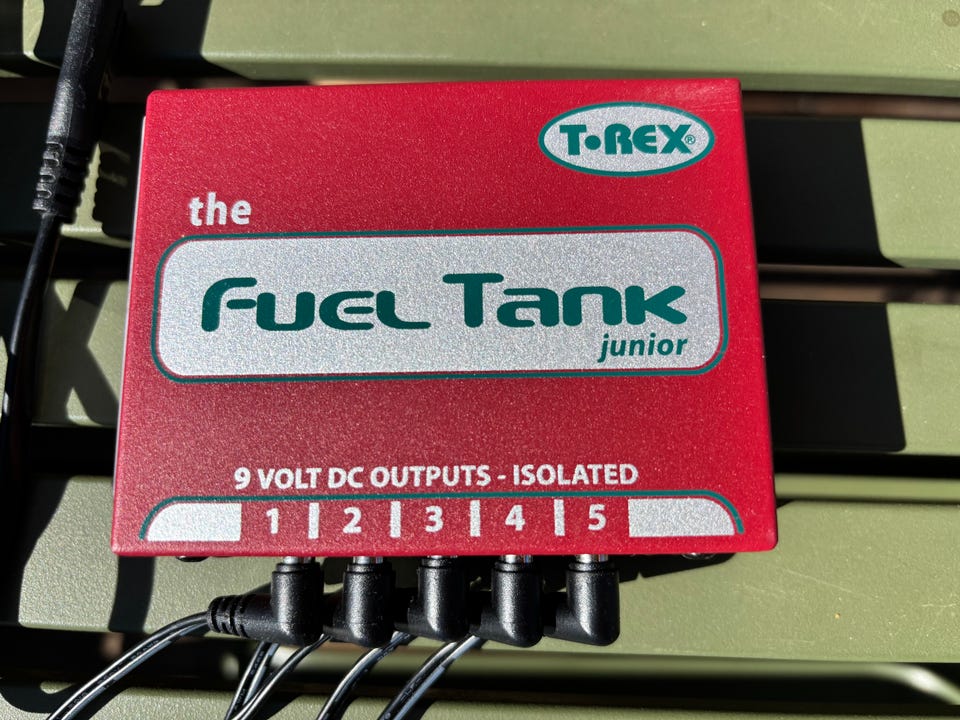 T•REX®
the
Fuel Tank
junior
9 VOLT DC OUTPUTS - ISOLATED
1 2 3 4 5